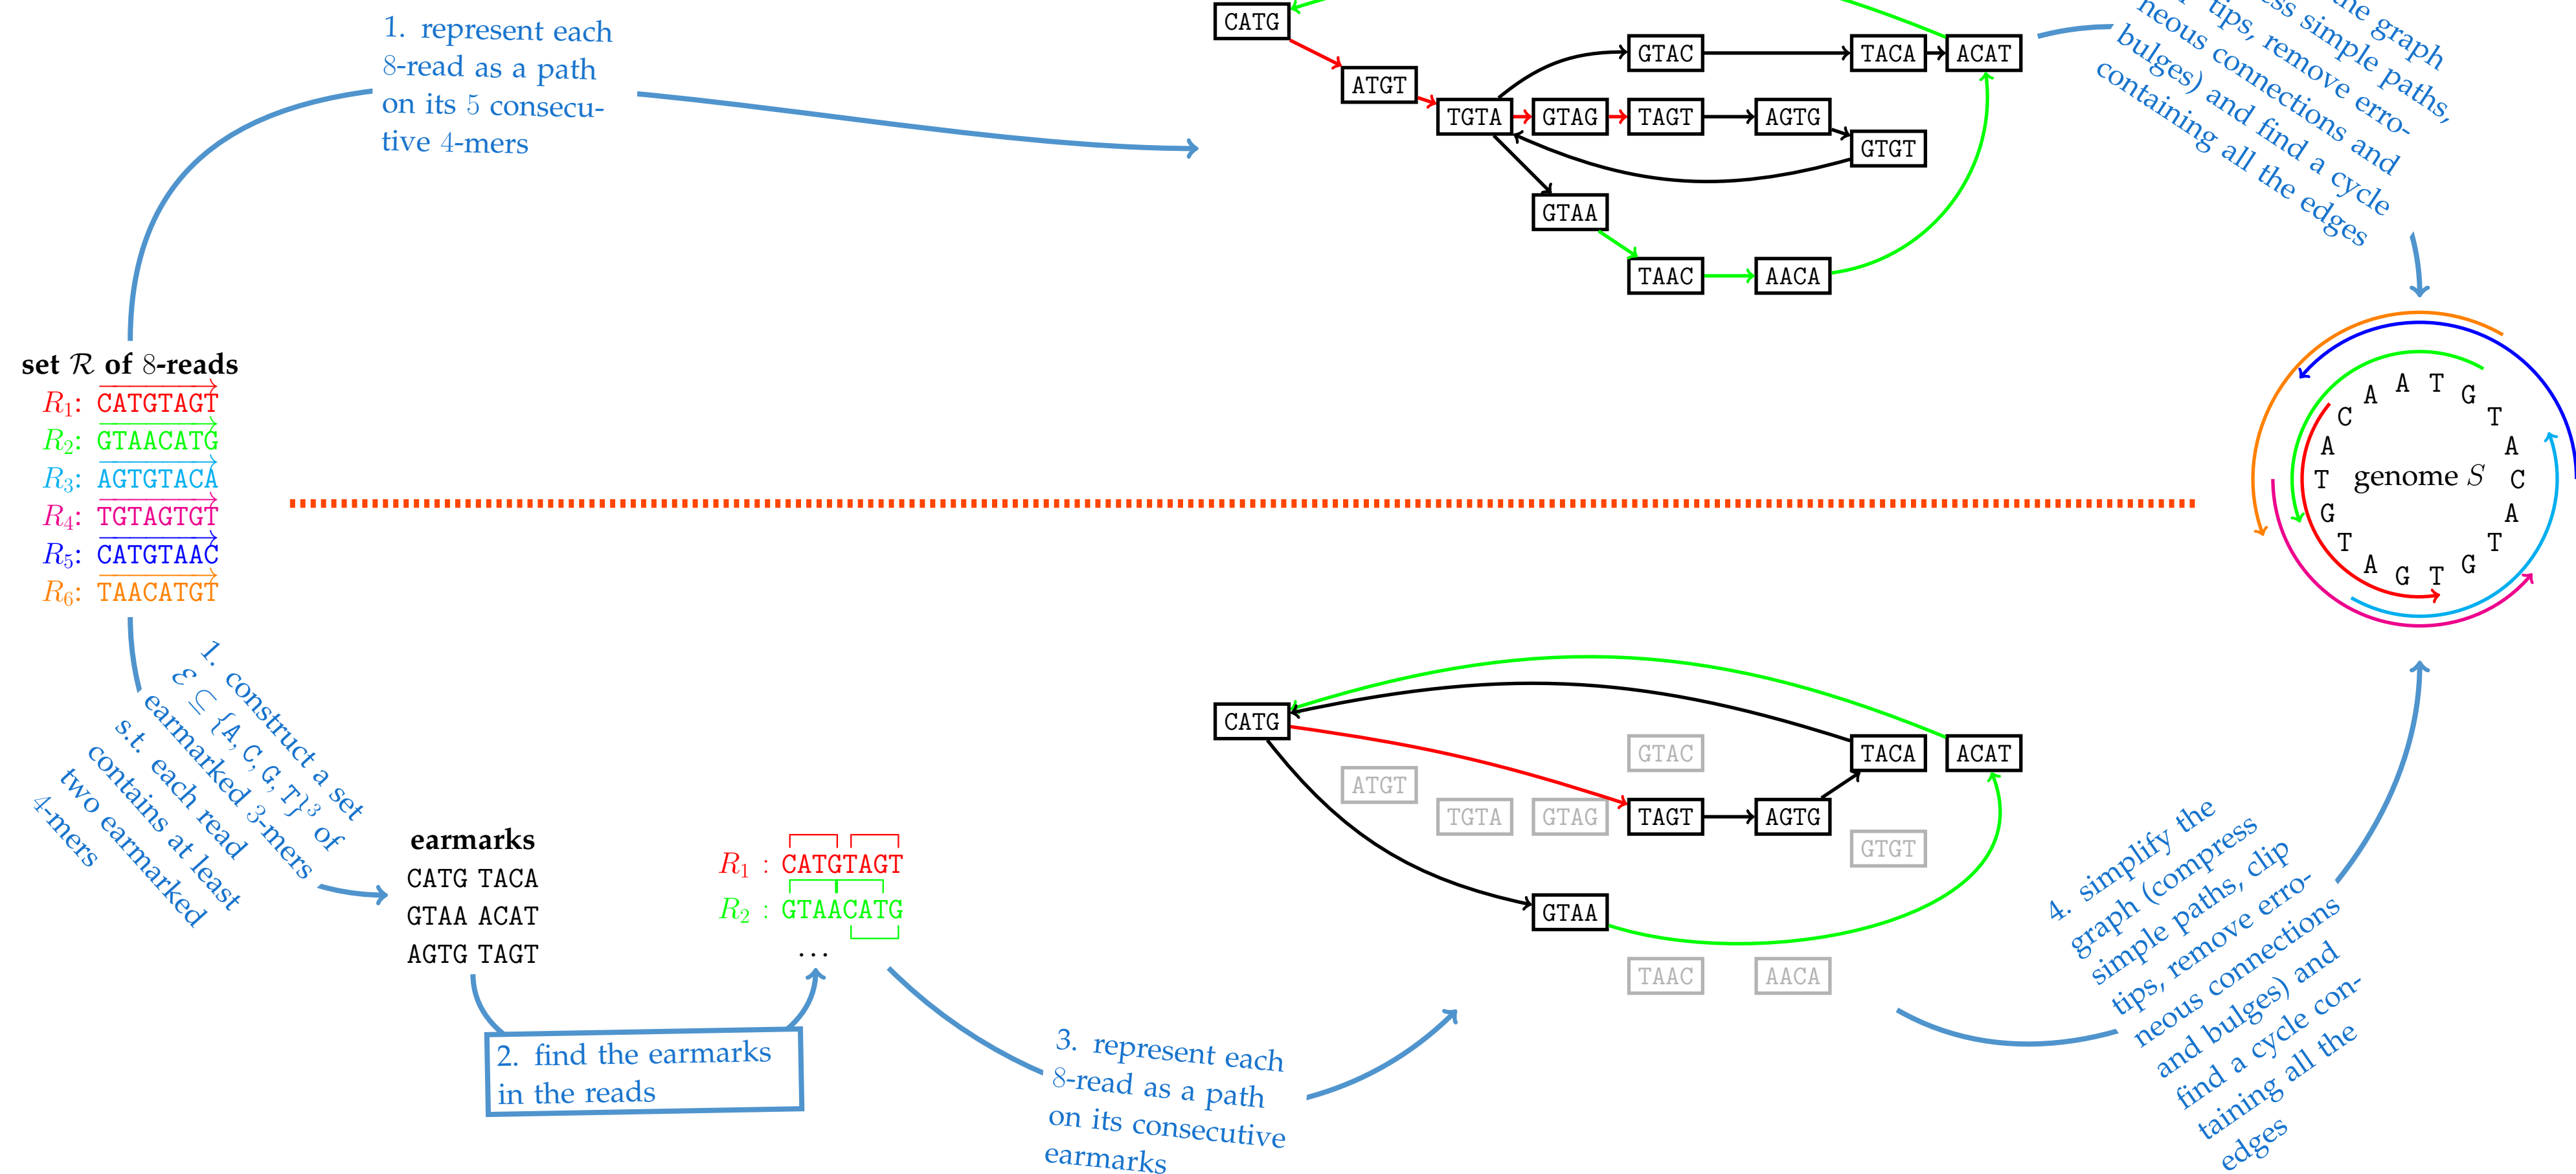 1. represent each
8-read as a path
on its 5 consecu-
tive 4-mers
CATG
ATGT
TGTA
GTAC
TACA
ACAT
GTAG
TAGT
AGTG
GTGT
GTAA
TAAC
AACA
the graph
ss simple paths,
tips, remove erro-
neous connections and
bulges) and find a cycle
containing all the edges
set R of 8-reads
R1: CATGTAGT
R2: GTAACATG
R3: AGTGTACA
R4: TGTAGTGT
R5: CATGTAAC
R6: TAACATGT
A T G T A C A T G T G A T G T A C A
genome S
1. construct a set
ℰ ⊆ {A, C, G, T}³ of
earmarked 3-mers
s.t. each read
contains at least
two earmarked
4-mers
earmarks
CATG TACA
GTAA ACAT
AGTG TAGT
R1 : CATGTAGT
R2 : GTAACATG
...
2. find the earmarks
in the reads
3. represent each
8-read as a path
on its consecutive
earmarks
CATG
ATGT
TGTA
GTAG
GTAC
TACA
ACAT
TAGT
AGTG
GTGT
GTAA
TAAC
AACA
4. simplify the
graph (compress
simple paths, clip
tips, remove erro-
neous connections
and bulges) and
find a cycle con-
taining all the
edges